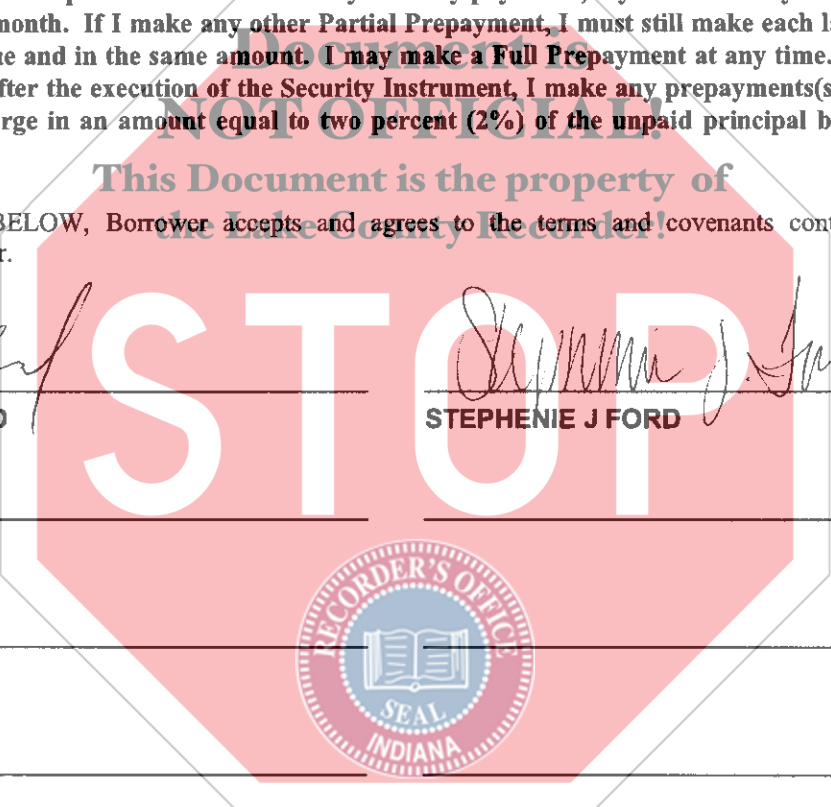 month. If I make any other Partial Prepayment, I must still make each
e and in the same amount. I may make a Full Prepayment at any time.
fter the execution of the Security Instrument, I make any prepayments(s
rge in an amount equal to two percent (2%) of the unpaid principal b
Document is
NOT OFFICIAL!
This Document is the property of
the Lake County Recorder!
BELOW, Borrower accepts and agrees to the terms and covenants cont
r.
STOP
STEPHENIE J FORD
RECORDER'S OFFICE
SEAL
INDIANA